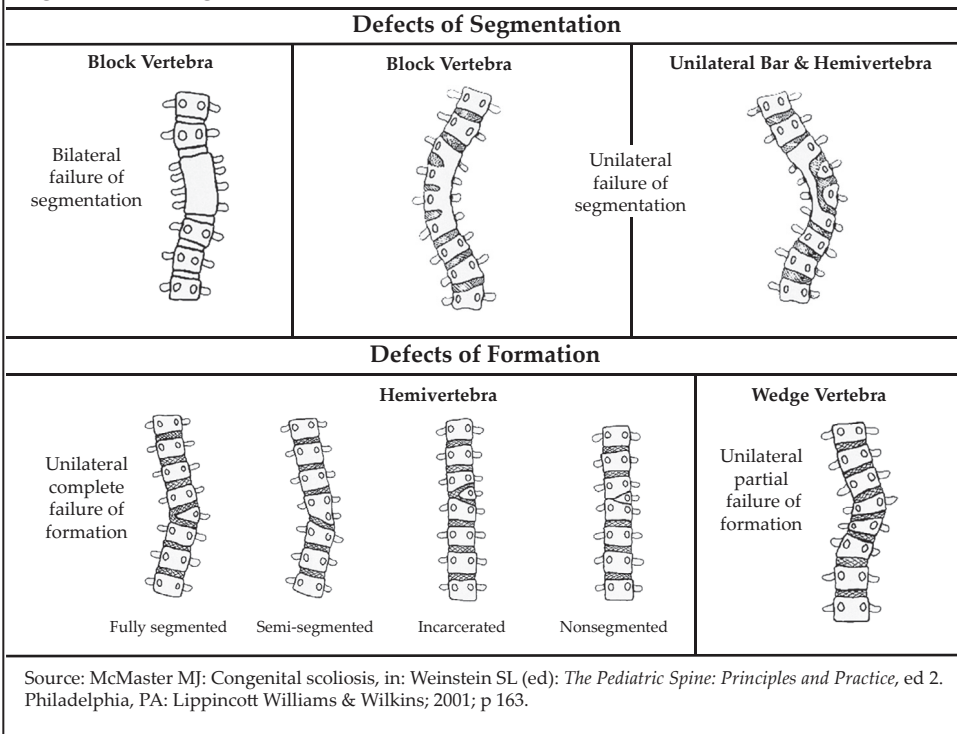 Defects of Segmentation
Block Vertebra
Bilateral
failure of
segmentation
Block Vertebra
Unilateral
failure of
segmentation
Unilateral Bar & Hemivertebra
Defects of Formation
Hemivertebra
Unilateral
complete
failure of
formation
Fully segmented
Semi-segmented
Incarcerated
Nonsegmented
Wedge Vertebra
Unilateral
partial
failure of
formation
Source: McMaster MJ: Congenital scoliosis, in: Weinstein SL (ed): The Pediatric Spine: Principles and Practice, ed 2.
Philadelphia, PA: Lippincott Williams & Wilkins; 2001; p 163.